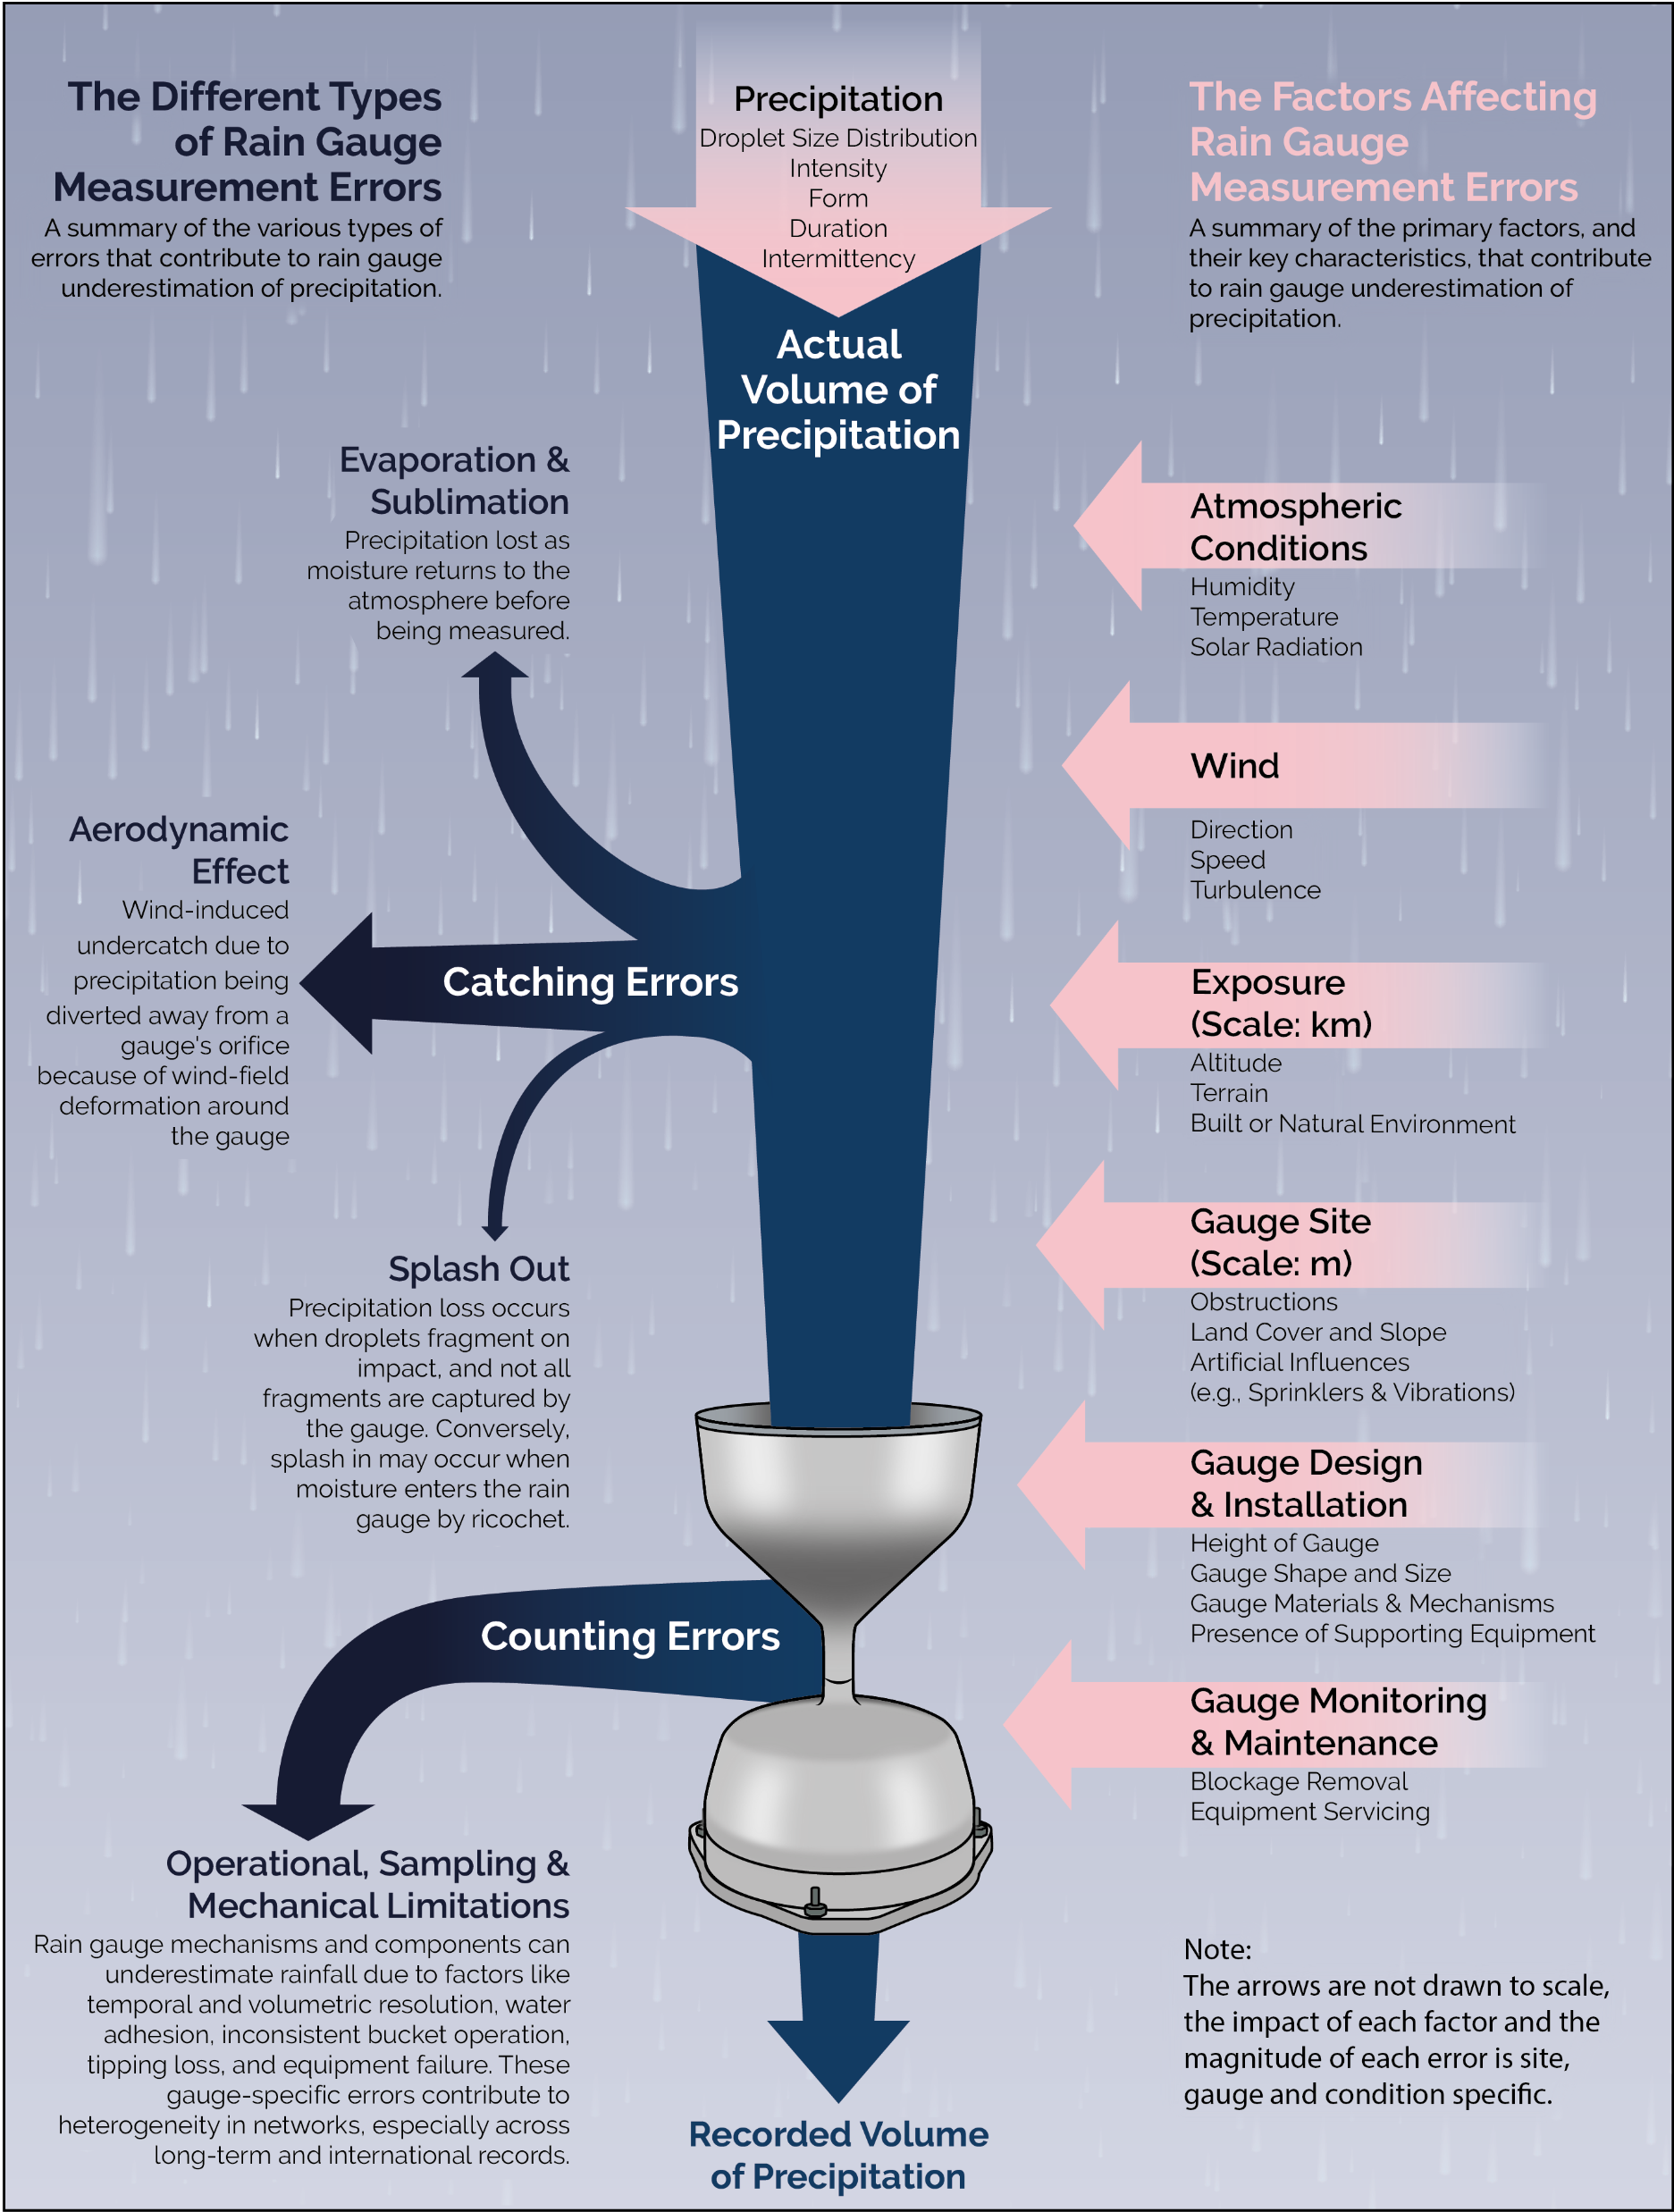 The Different Types
of Rain Gauge
Measurement Errors
A summary of the various types of
errors that contribute to rain gauge
underestimation of precipitation.
Precipitation
Droplet Size Distribution
Intensity
Form
Duration
Intermittency
The Factors Affecting
Rain Gauge
Measurement Errors
A summary of the primary factors, and
their key characteristics, that contribute
to rain gauge underestimation of
precipitation.
Actual
Volume of
Precipitation
Evaporation &
Sublimation
Precipitation lost as
moisture returns to the
atmosphere before
being measured.
Aerodynamic
Effect
Wind-induced
undercatch due to
precipitation being
diverted away from a
gauge's orifice
because of wind-field
deformation around
the gauge
Catching Errors
Splash Out
Precipitation loss occurs
when droplets fragment on
impact, and not all
fragments are captured by
the gauge. Conversely,
splash in may occur when
moisture enters the rain
gauge by ricochet.
Counting Errors
Operational, Sampling &
Mechanical Limitations
Rain gauge mechanisms and components can
underestimate rainfall due to factors like
temporal and volumetric resolution, water
adhesion, inconsistent bucket operation,
tipping loss, and equipment failure. These
gauge-specific errors contribute to
heterogeneity in networks, especially across
long-term and international records.
Atmospheric
Conditions
Humidity
Temperature
Solar Radiation
Wind
Direction
Speed
Turbulence
Exposure
(Scale: km)
Altitude
Terrain
Built or Natural Environment
Gauge Site
(Scale: m)
Obstructions
Land Cover and Slope
Artificial Influences
(e.g., Sprinklers & Vibrations)
Gauge Design
& Installation
Height of Gauge
Gauge Shape and Size
Gauge Materials & Mechanisms
Presence of Supporting Equipment
Gauge Monitoring
& Maintenance
Blockage Removal
Equipment Servicing
Note:
The arrows are not drawn to scale,
the impact of each factor and the
magnitude of each error is site,
gauge and condition specific.
Recorded Volume
of Precipitation